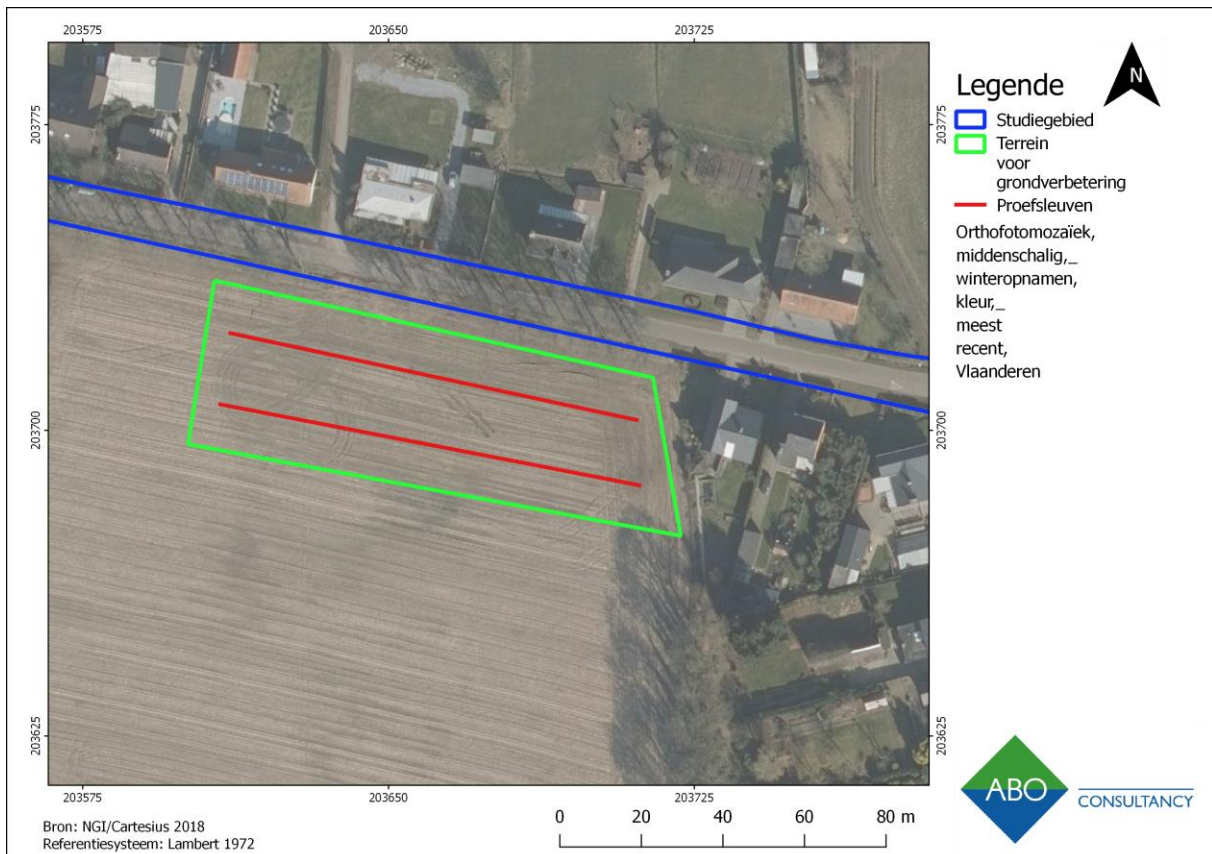 203575
203650
203725
203775
203775
203700
203700
203625
203625
203575
203650
203725
N
Legende
Studiegebied
Terrein
voor
grondverbetering
Proefsleuven
Orthofotomozaïek,
middenschalig,_
winteropnamen,
kleur,_
meest
recent,
Vlaanderen
Bron: NGI/Cartesius 2018
Referentiesysteem: Lambert 1972
0 20 40 60 80 m
ABO CONSULTANCY